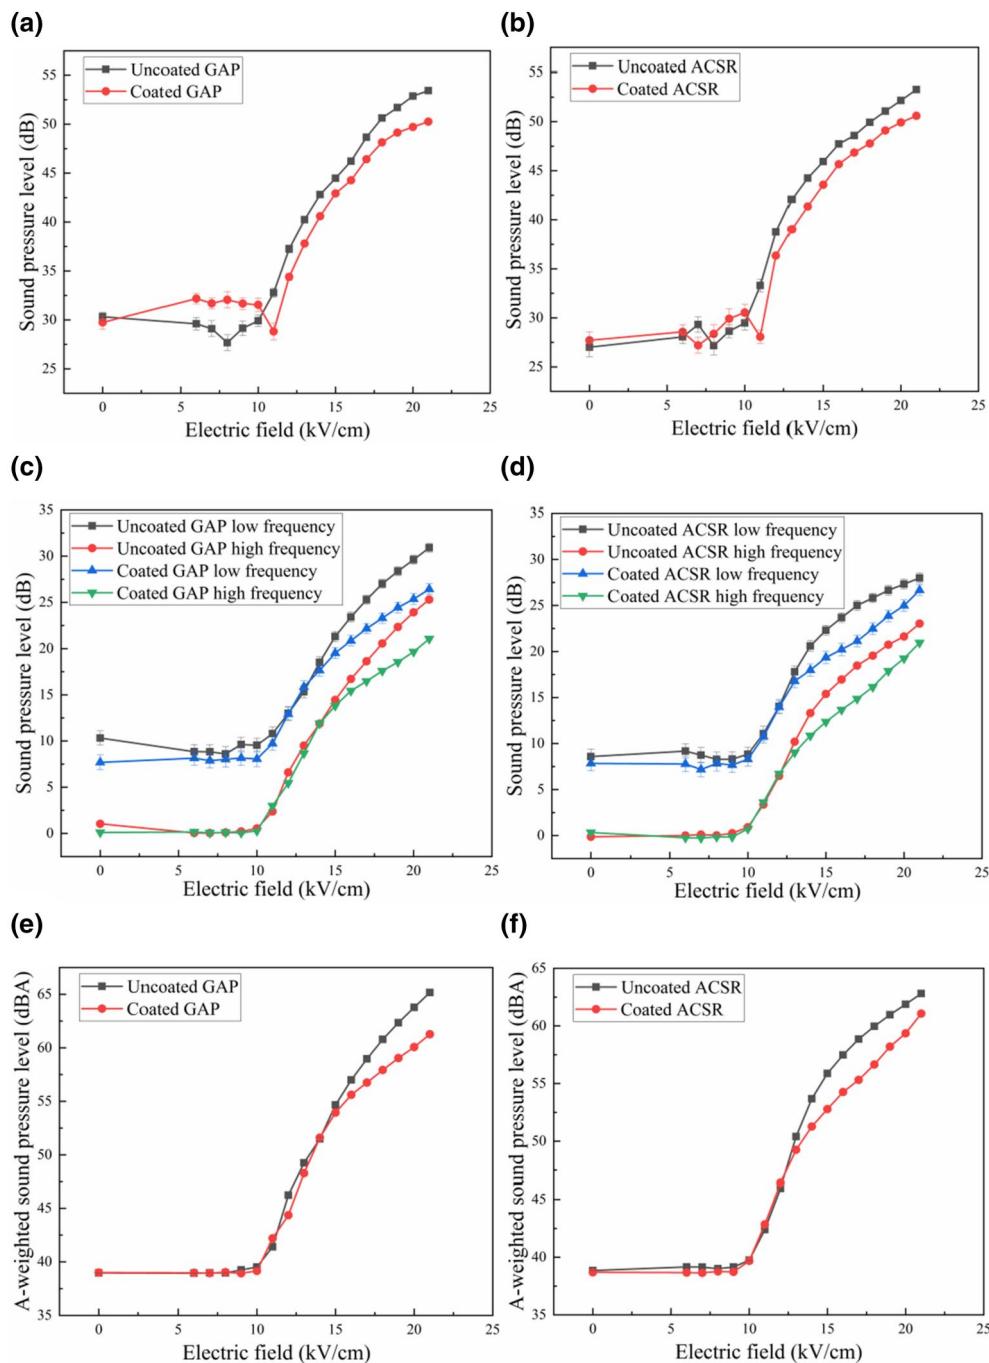 (a)
Uncoated GAP
Coated GAP
Sound pressure level (dB)
55
50
45
40
35
30
25
0
5
10
15
20
25
Electric field (kV/cm)
(b)
Uncoated ACSR
Coated ACSR
Sound pressure level (dB)
55
50
45
40
35
30
25
0
5
10
15
20
25
Electric field (kV/cm)
(c)
Uncoated GAP low frequency
Uncoated GAP high frequency
Coated GAP low frequency
Coated GAP high frequency
Sound pressure level (dB)
35
30
25
20
15
10
5
0
0
5
10
15
20
25
Electric field (kV/cm)
(d)
Uncoated ACSR low frequency
Uncoated ACSR high frequency
Coated ACSR low frequency
Coated ACSR high frequency
Sound pressure level (dB)
35
30
25
20
15
10
5
0
0
5
10
15
20
25
Electric field (kV/cm)
(e)
Uncoated GAP
Coated GAP
A-weighted sound pressure level (dBA)
65
60
55
50
45
40
35
0
5
10
15
20
25
Electric field (kV/cm)
(f)
Uncoated ACSR
Coated ACSR
A-weighted sound pressure level (dBA)
65
60
55
50
45
40
35
0
5
10
15
20
25
Electric field (kV/cm)